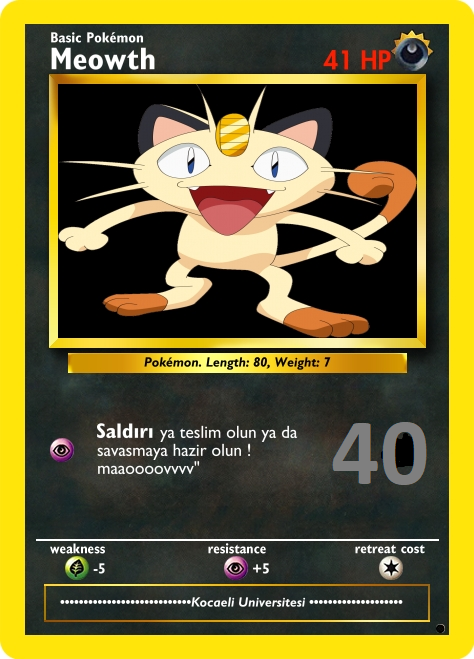 Basic Pokémon
Meowth 41 HP
Pokémon. Length: 80, Weight: 7
Saldırı ya teslim olun ya da
savasmaya hazir olun !
maaoooovvvv"
40
weakness resistance retreat cost
-5 +5
••••••••••••••••••••••••••••Kocaeli Universitesi ••••••••••••••••••••